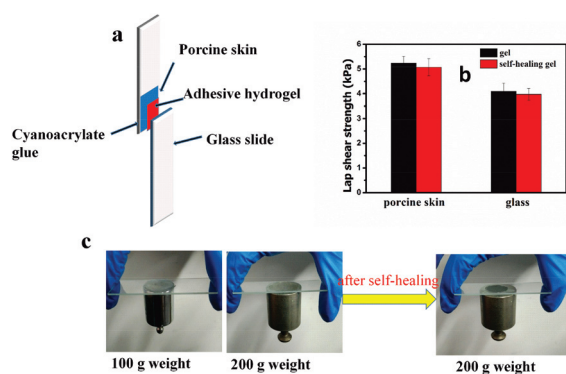 a
Porcine skin
Adhesive hydrogel
Cyanoacrylate
glue
Glass slide
Lap shear strength (kPa)
6
5
4
3
2
1
0
gel
self-healing gel
b
porcine skin
glass
c
after self-healing
100 g weight
200 g weight
200 g weight